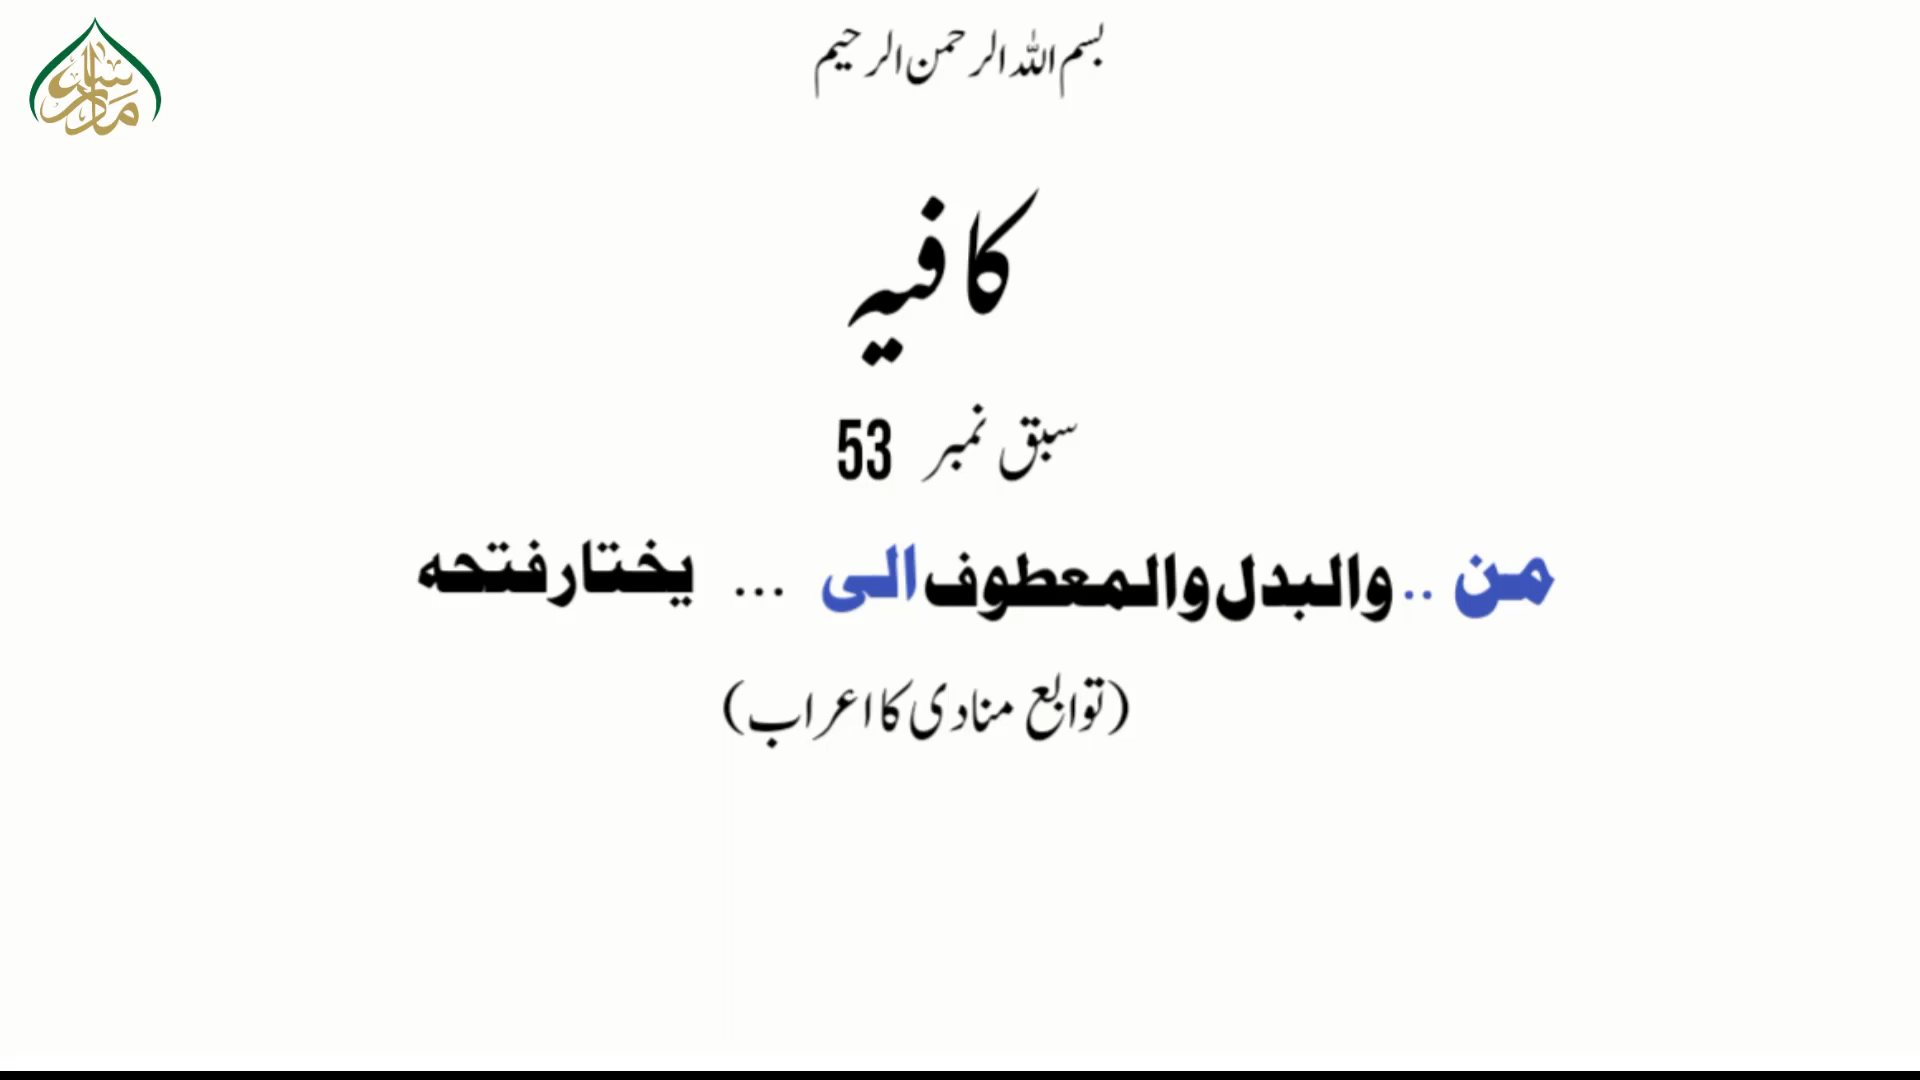 بسم اللہ الرحمن الرحیم
کافیہ
سبق نمبر 53
من .. والبدل والمعطوف الی ... یختار فتحه
(توابع منادی کا اعراب)